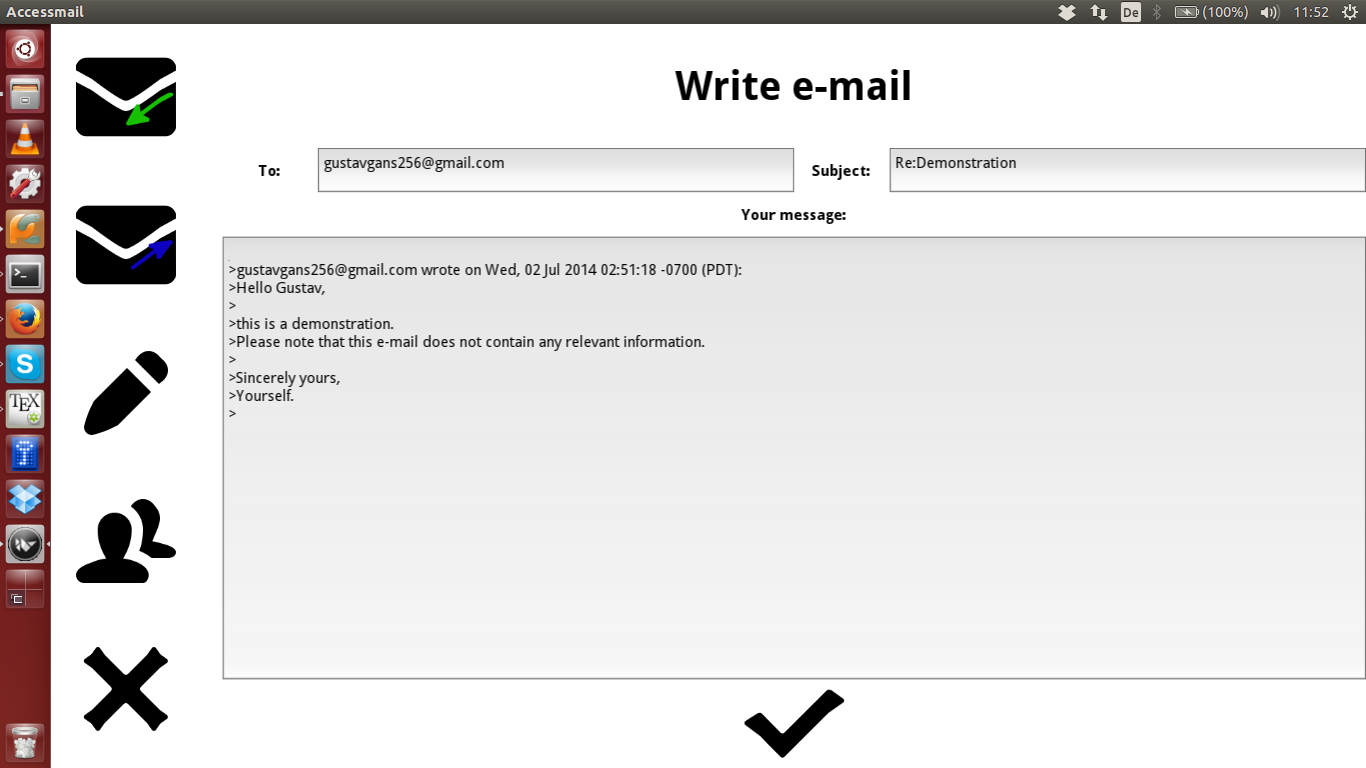 Accessmail
De
(100%)
11:52
Write e-mail
To:
gustavgans256@gmail.com
Subject:
Re:Demonstration
Your message:
>gustavgans256@gmail.com wrote on Wed, 02 Jul 2014 02:51:18 -0700 (PDT):
>Hello Gustav,
>
>this is a demonstration.
>Please note that this e-mail does not contain any relevant information.
>
>Sincerely yours,
>Yourself.
>
S
TEX
T